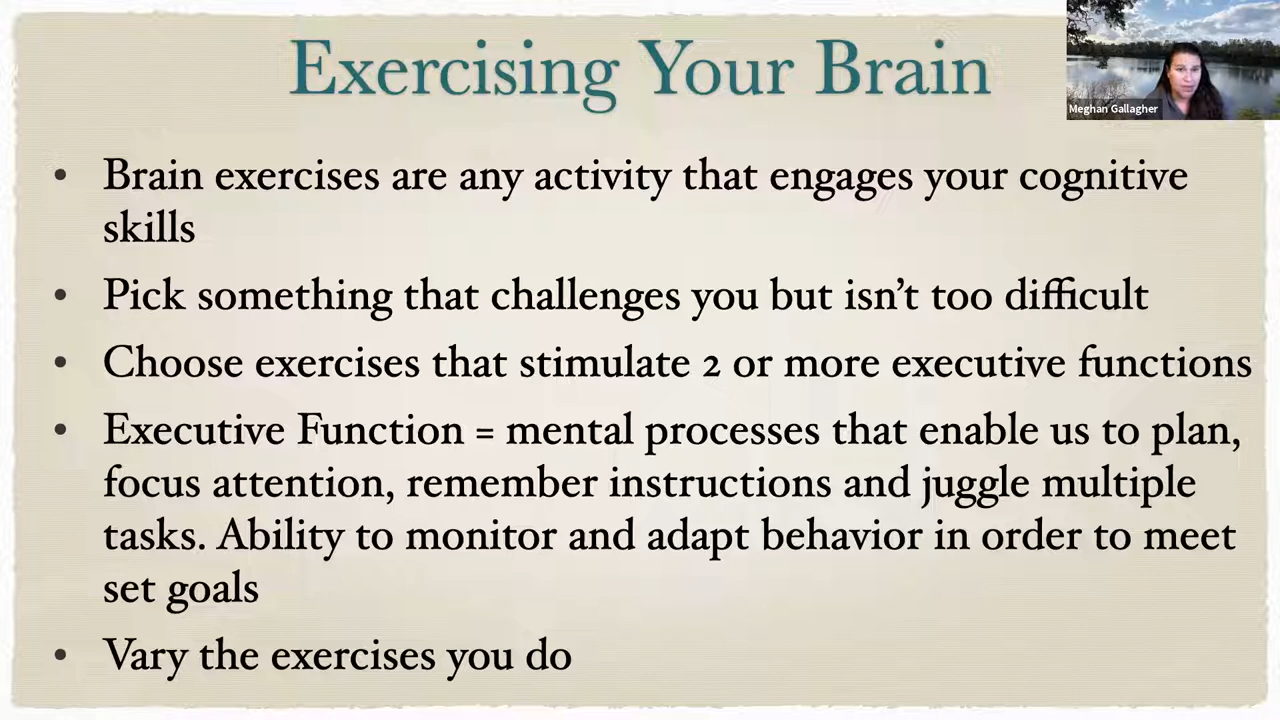 Exercising Your Brain
Meghan Gallagher
• Brain exercises are any activity that engages your cognitive
skills
• Pick something that challenges you but isn’t too difficult
• Choose exercises that stimulate 2 or more executive functions
• Executive Function = mental processes that enable us to plan,
focus attention, remember instructions and juggle multiple
tasks. Ability to monitor and adapt behavior in order to meet
set goals
• Vary the exercises you do